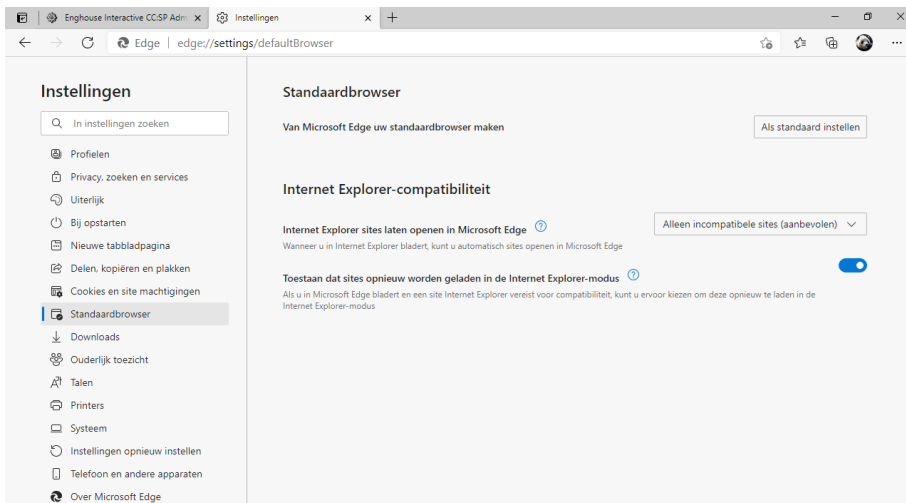 Enghouse Interactive CC:SP Adm
Instellingen
Edge
edge://settings/defaultBrowser
Instellingen
In instellingen zoeken
Profielen
Privacy, zoeken en services
Uiterlijk
Bij opstarten
Nieuwe tabbladpagina
Delen, kopiëren en plakken
Cookies en site machtigingen
Standaardbrowser
Downloads
Ouderlijk toezicht
Talen
Printers
Systeem
Instellingen opnieuw instellen
Telefoon en andere apparaten
Over Microsoft Edge
Standaardbrowser
Van Microsoft Edge uw standaardbrowser maken
Als standaard instellen
Internet Explorer-compatibiliteit
Internet Explorer sites laten openen in Microsoft Edge
Alleen incompatibele sites (aanbevolen)
Wanneer u in Internet Explorer bladert, kunt u automatisch sites openen in Microsoft Edge
Toestaan dat sites opnieuw worden geladen in de Internet Explorer-modus
Als u in Microsoft Edge bladert en een site Internet Explorer vereist voor compatibiliteit, kunt u ervoor kiezen om deze opnieuw te laden in de
Internet Explorer-modus